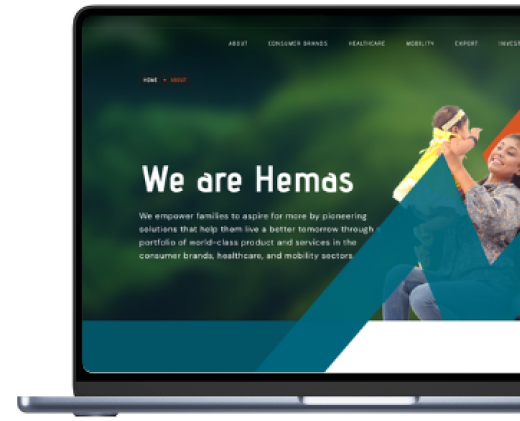 ABOUT CONSUMER BRANDS HEALTHCARE MOBILITY EXPORT INVEST
HOME ABOUT
We are Hemas
We empower families to aspire for more by pioneering
solutions that help them live a better tomorrow through
portfolio of world-class product and services in the
consumer brands, healthcare, and mobility sectors.